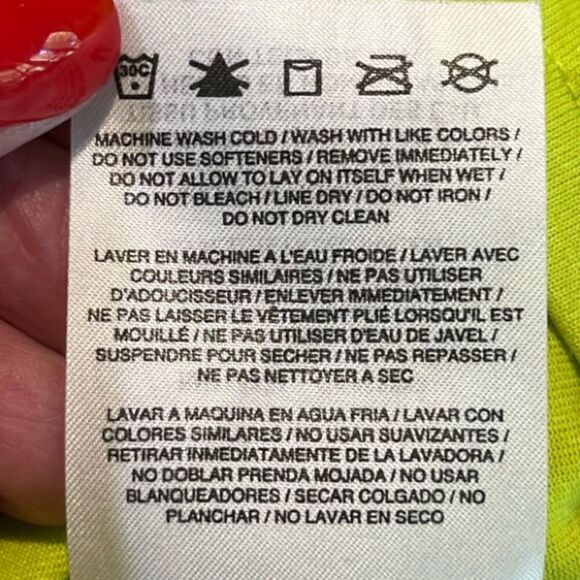 30C
MACHINE WASH COLD / WASH WITH LIKE COLORS /
DO NOT USE SOFTENERS / REMOVE IMMEDIATELY /
DO NOT ALLOW TO LAY ON ITSELF WHEN WET /
DO NOT BLEACH / LINE DRY / DO NOT IRON /
DO NOT DRY CLEAN
LAVER EN MACHINE A L'EAU FROIDE / LAVER AVEC
COULEURS SIMILAIRES / NE PAS UTILISER
D'ADOUCISSEUR / ENLEVER IMMEDIATEMENT /
NE PAS LAISSER LE VÊTEMENT PLIÉ LORSQU'IL EST
MOUILLÉ / NE PAS UTILISER D'EAU DE JAVEL /
SUSPENDRE POUR SECHER / NE PAS REPASSER /
NE PAS NETTOYER A SEC
LAVAR A MAQUINA EN AGUA FRIA / LAVAR CON
COLORES SIMILARES / NO USAR SUAVIZANTES /
RETIRAR INMEDIATAMENTE DE LA LAVADORA /
NO DOBLAR PRENDA MOJADA / NO USAR
BLANQUEADORES / SECAR COLGADO / NO
PLANCHAR / NO LAVAR EN SECO